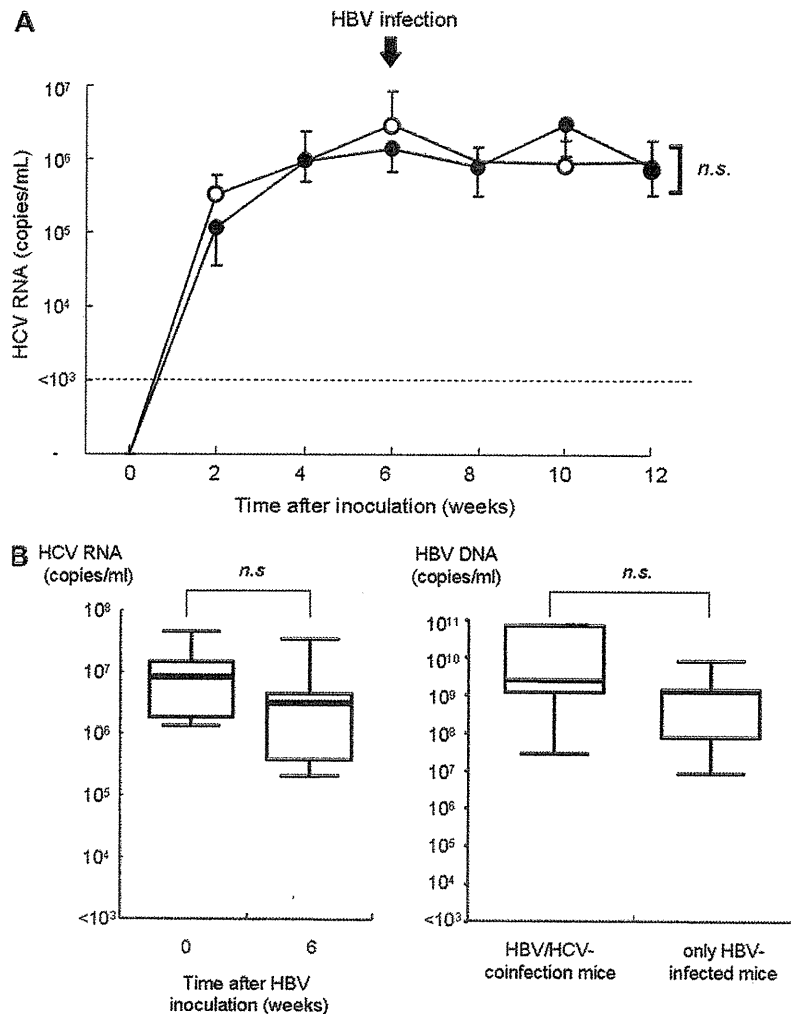 A
HBV infection
HCV RNA (copies/mL)
10⁷
10⁶
10⁵
10⁴
<10³
-
n.s.
0 2 4 6 8 10 12
Time after inoculation (weeks)
B
HCV RNA
(copies/ml)
n.s
10⁸
10⁷
10⁶
10⁵
10⁴
<10³
0 6
Time after HBV
inoculation (weeks)
HBV DNA
(copies/ml)
n.s.
10¹¹
10¹⁰
10⁹
10⁸
10⁷
10⁶
10⁵
10⁴
<10³
HBV/HCV-
coinfection mice
only HBV-
infected mice